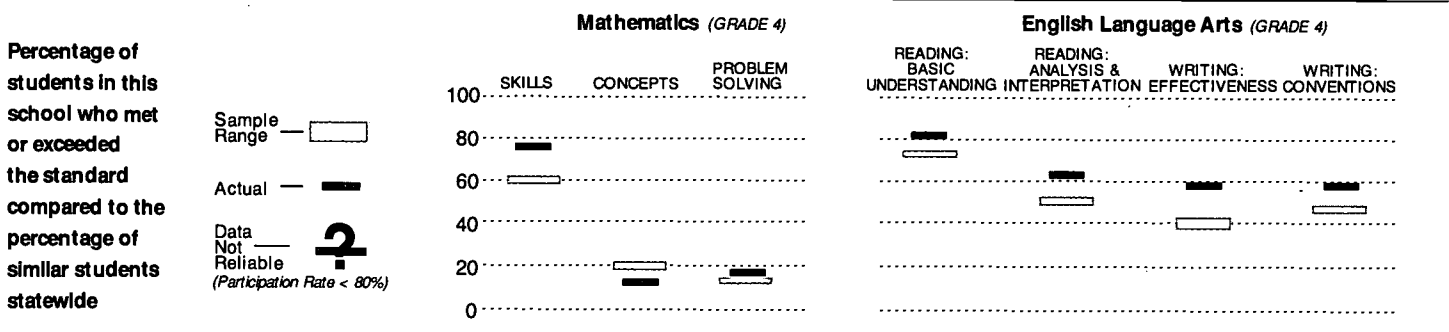 Percentage of
students in this
school who met
or exceeded
the standard
compared to the
percentage of
similar students
statewide
Sample
Range
Actual
Data
Not
Reliable
(Participation Rate < 80%)
?
Mathematics (GRADE 4)
SKILLS
CONCEPTS
PROBLEM
SOLVING
100
80
60
40
20
0
English Language Arts (GRADE 4)
READING:
BASIC
UNDERSTANDING
READING:
ANALYSIS &
INTERPRETATION
WRITING:
EFFECTIVENESS
WRITING:
CONVENTIONS